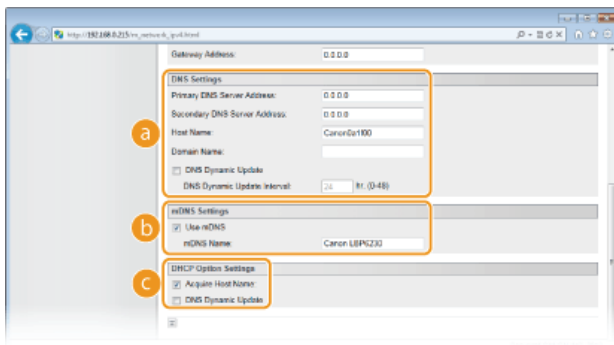 http://192.168.0.215/m_network_ipv4.html
Gateway Address: 0.0.0.0
DNS Settings
Primary DNS Server Address: 0.0.0.0
Secondary DNS Server Address: 0.0.0.0
a
Host Name: Canon0a1f00
Domain Name:
DNS Dynamic Update
DNS Dynamic Update Interval: 24 hr. (0-48)
mDNS Settings
b
Use mDNS
mDNS Name: Canon LBP6230
DHCP Option Settings
c
Acquire Host Name:
DNS Dynamic Update